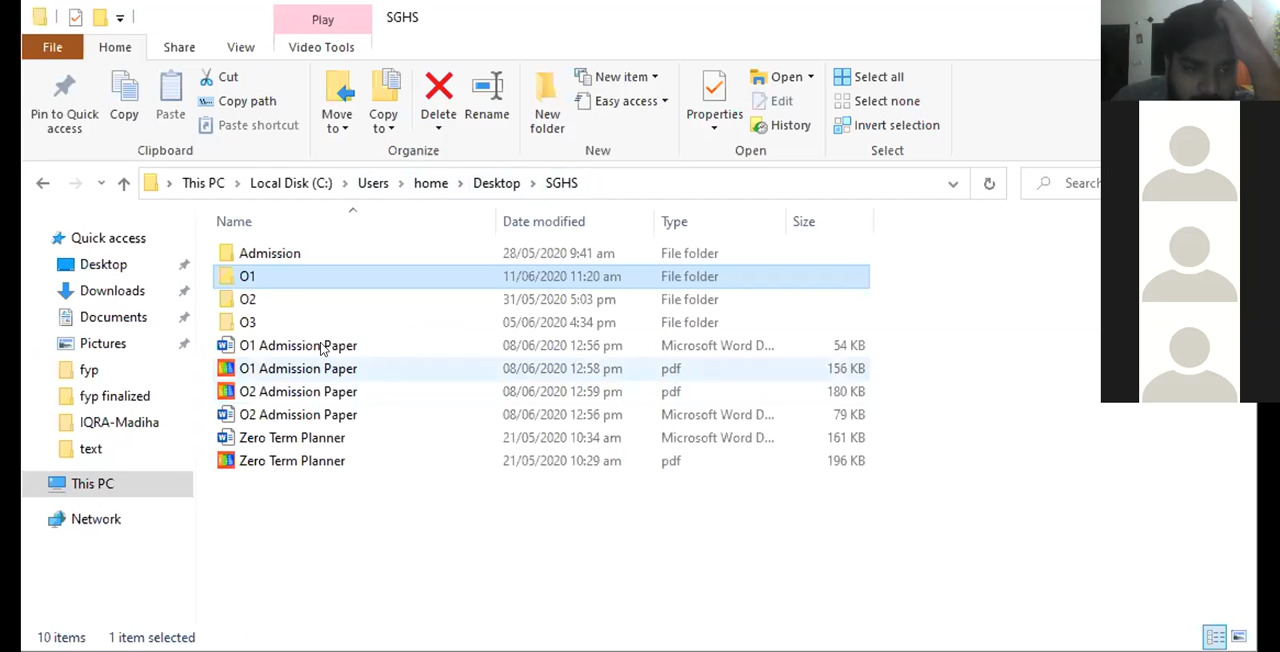 Play SGHS
File Home Share View Video Tools
Pin to Quick access
Copy
Paste
Cut
Copy path
Paste shortcut
Clipboard
Move to
Copy to
Delete
Rename
Organize
New folder
New item
Easy access
New
Properties
Open
Edit
History
Open
Select all
Select none
Invert selection
Select
This PC Local Disk (C:) Users home Desktop SGHS
Search
Name Date modified Type Size
Quick access
Desktop
Downloads
Documents
Pictures
fyp
fyp finalized
IQRA-Madiha
text
This PC
Network
Admission 28/05/2020 9:41 am File folder
O1 11/06/2020 11:20 am File folder
O2 31/05/2020 5:03 pm File folder
O3 05/06/2020 4:34 pm File folder
O1 Admission Paper 08/06/2020 12:56 pm Microsoft Word D... 54 KB
O1 Admission Paper 08/06/2020 12:58 pm pdf 156 KB
O2 Admission Paper 08/06/2020 12:59 pm pdf 180 KB
O2 Admission Paper 08/06/2020 12:56 pm Microsoft Word D... 79 KB
Zero Term Planner 21/05/2020 10:34 am Microsoft Word D... 161 KB
Zero Term Planner 21/05/2020 10:29 am pdf 196 KB
10 items 1 item selected